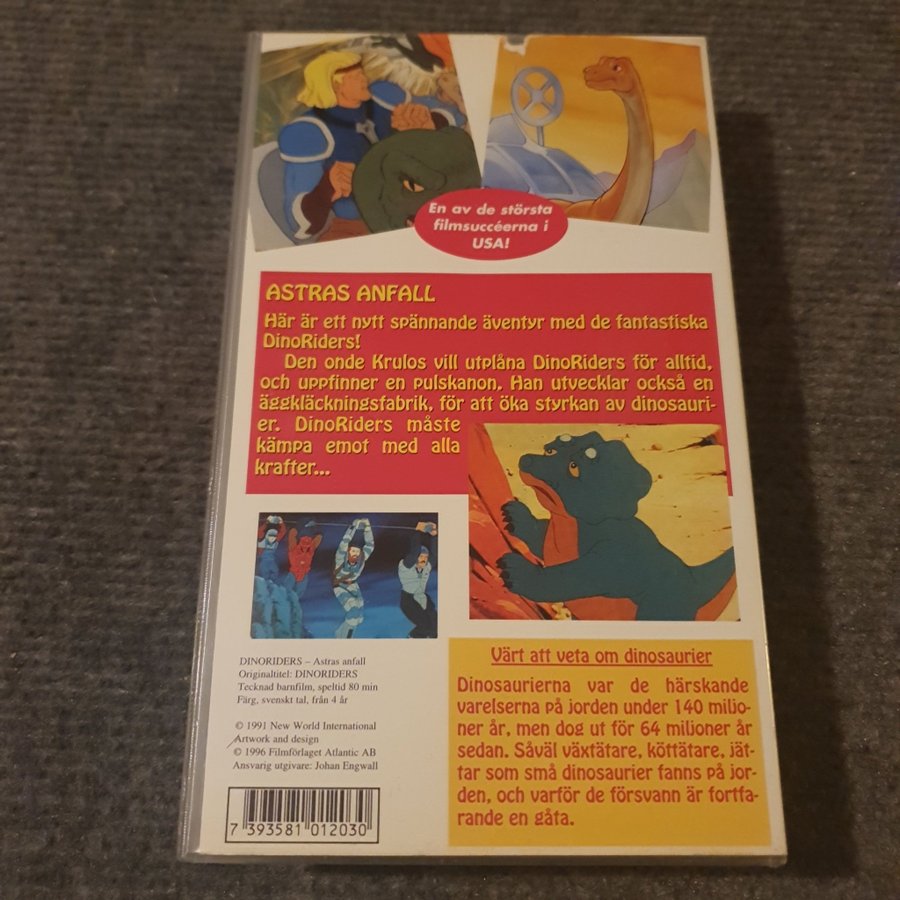 En av de största
filmsuccéerna i
USA!
ASTRAS ANFALL
Här är ett nytt spännande äventyr med de fantastiska
DinoRiders!
Den onde Krulos vill utplåna DinoRiders för alltid,
och uppfinner en pulskanon. Han utvecklar också en
äggkläckningsfabrik, för att öka styrkan av dinosauri-
er. DinoRiders måste
kämpa emot med alla
krafter...
DINORIDERS – Astras anfall
Originaltitel: DINORIDERS
Tecknad barnfilm, speltid 80 min
Färg, svenskt tal, från 4 år
© 1991 New World International
Artwork and design
© 1996 Filmförlaget Atlantic AB
Ansvarig utgivare: Johan Engwall
7 393581 012030
Värt att veta om dinosaurier
Dinosaurierna var de härskande
varelserna på jorden under 140 miljo-
ner år, men dog ut för 64 miljoner år
sedan. Såväl växtätare, köttätare, jät-
tar som små dinosaurier fanns på jor-
den, och varför de försvann är fortfa-
rande en gåta.